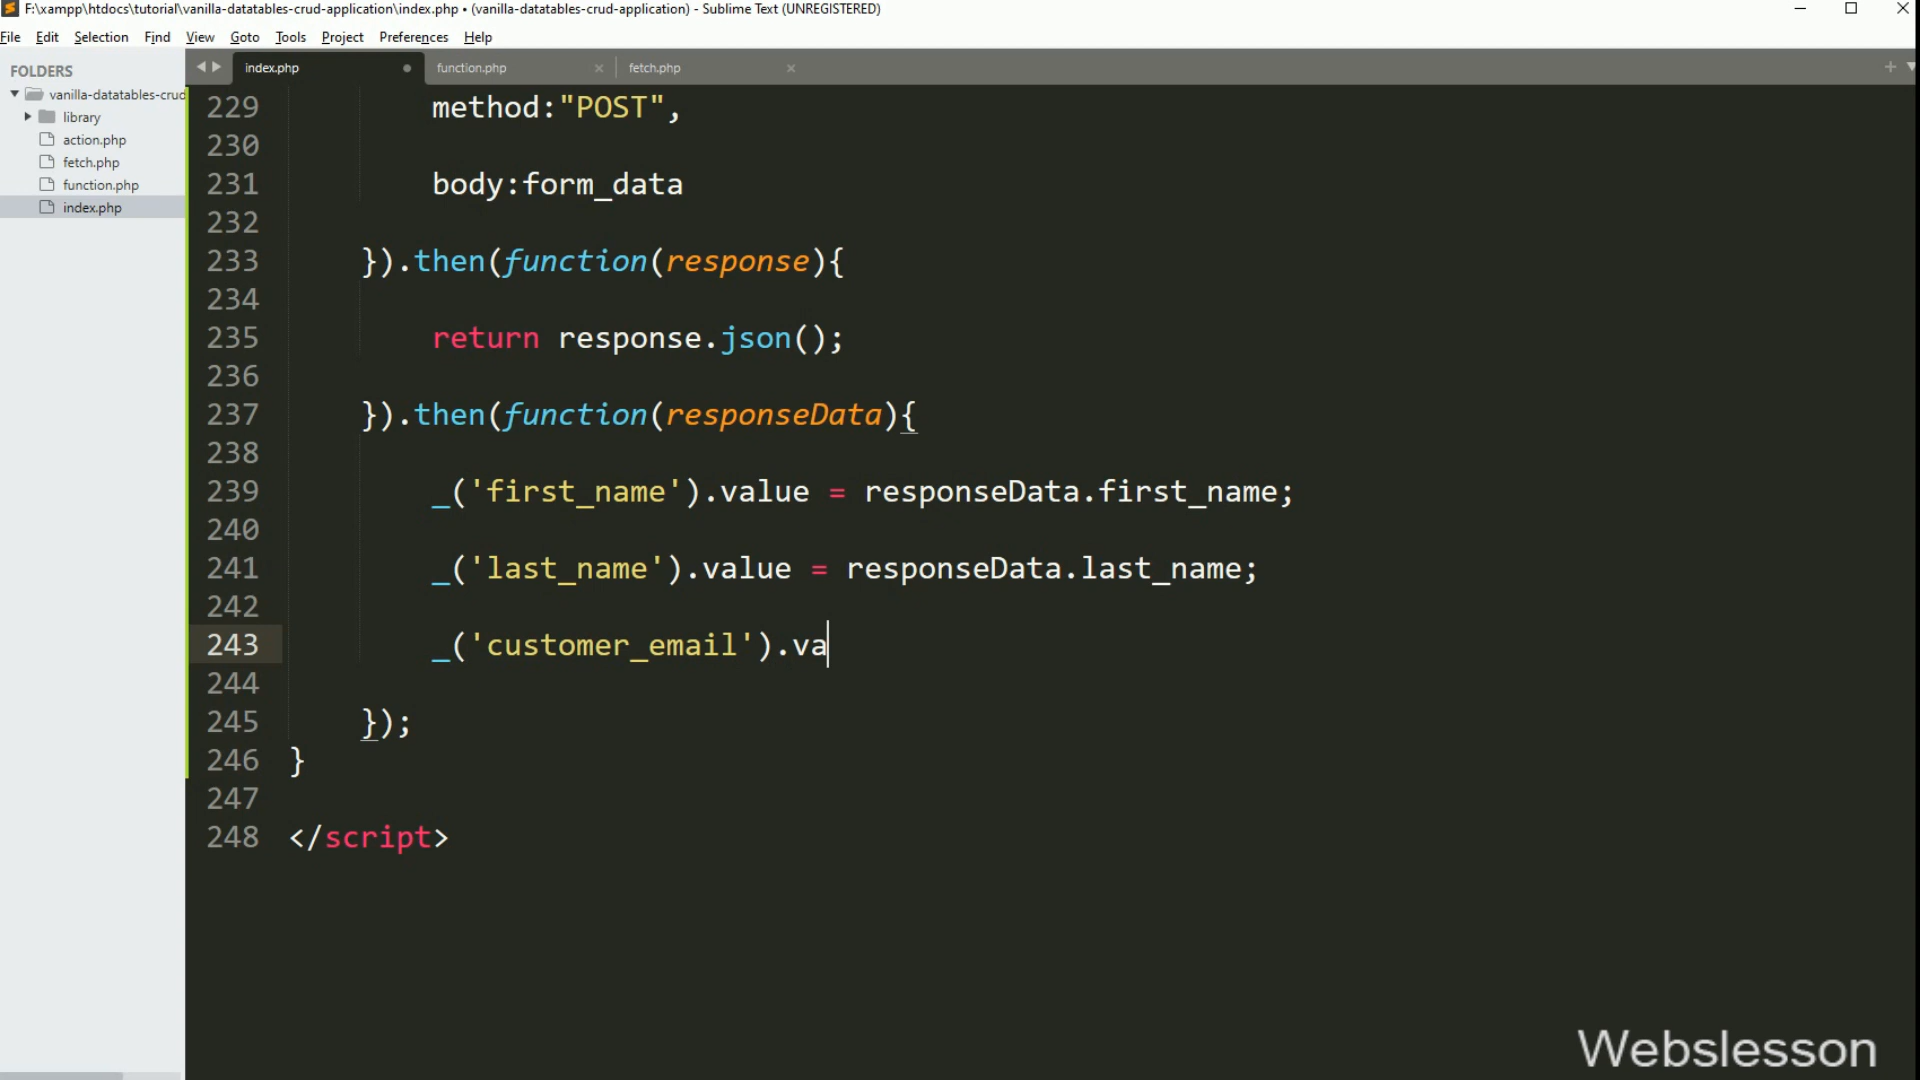 F:\xampp\htdocs\tutorial\vanilla-datatables-crud-application\index.php • (vanilla-datatables-crud-application) - Sublime Text (UNREGISTERED)
File Edit Selection Find View Goto Tools Project Preferences Help
FOLDERS
vanilla-datatables-crud
library
action.php
fetch.php
function.php
index.php
index.php function.php fetch.php
229 method:"POST",
230
231 body:form_data
232
233 }).then(function(response){
234
235 return response.json();
236
237 }).then(function(responseData){
238
239 _('first_name').value = responseData.first_name;
240
241 _('last_name').value = responseData.last_name;
242
243 _('customer_email').va
244
245 });
246 }
247
248 </script>
Webslesson